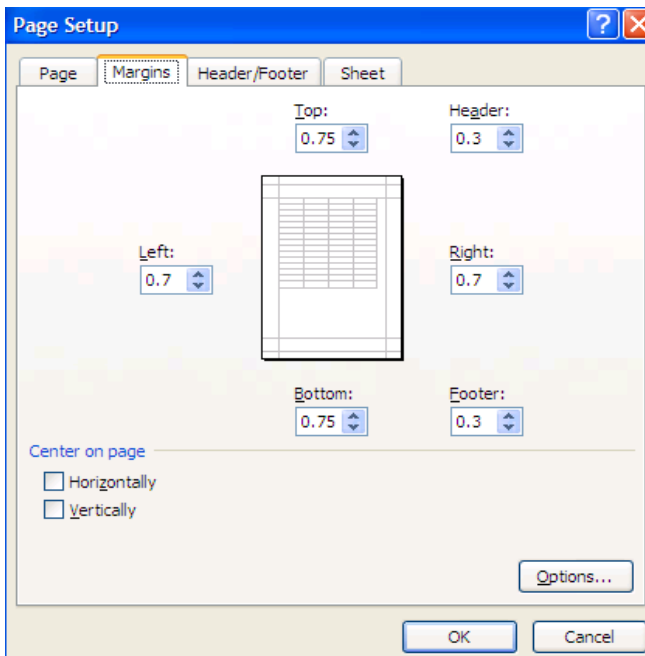 Page Setup
Page Margins Header/Footer Sheet
Top: Header:
0.75 0.3
Left: Right:
0.7 0.7
Bottom: Footer:
0.75 0.3
Center on page
Horizontally
Vertically
Options...
OK Cancel